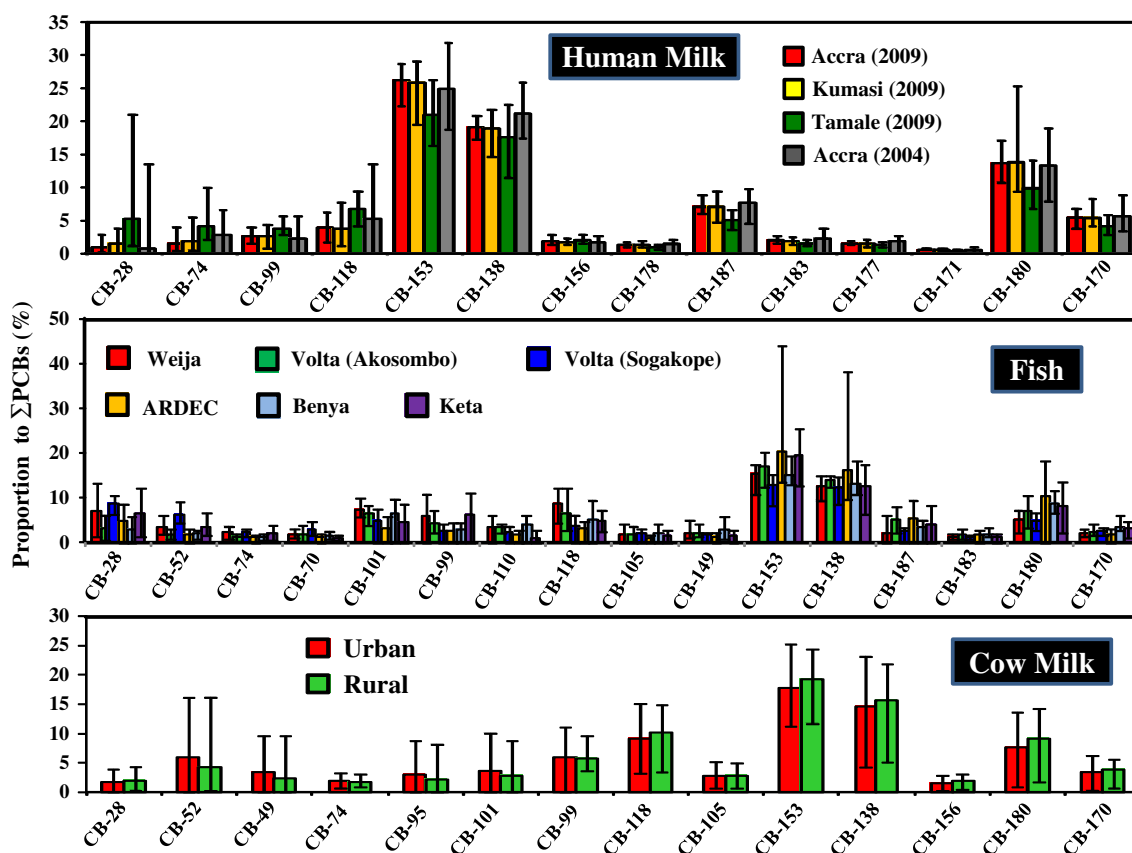 Proportion to ∑PCBs (%)
35
30
25
20
15
10
5
0
Human Milk
Accra (2009)
Kumasi (2009)
Tamale (2009)
Accra (2004)
CB-28 CB-74 CB-99 CB-118 CB-153 CB-138 CB-156 CB-178 CB-187 CB-183 CB-177 CB-171 CB-180 CB-170
50
40
30
20
10
0
Weija Volta (Akosombo) Volta (Sogakope)
ARDEC Benya Keta
Fish
CB-28 CB-52 CB-74 CB-70 CB-101 CB-99 CB-110 CB-118 CB-105 CB-149 CB-153 CB-138 CB-187 CB-183 CB-180 CB-170
30
25
20
15
10
5
0
Urban
Rural
Cow Milk
CB-28 CB-52 CB-49 CB-74 CB-95 CB-101 CB-99 CB-118 CB-105 CB-153 CB-138 CB-156 CB-180 CB-170